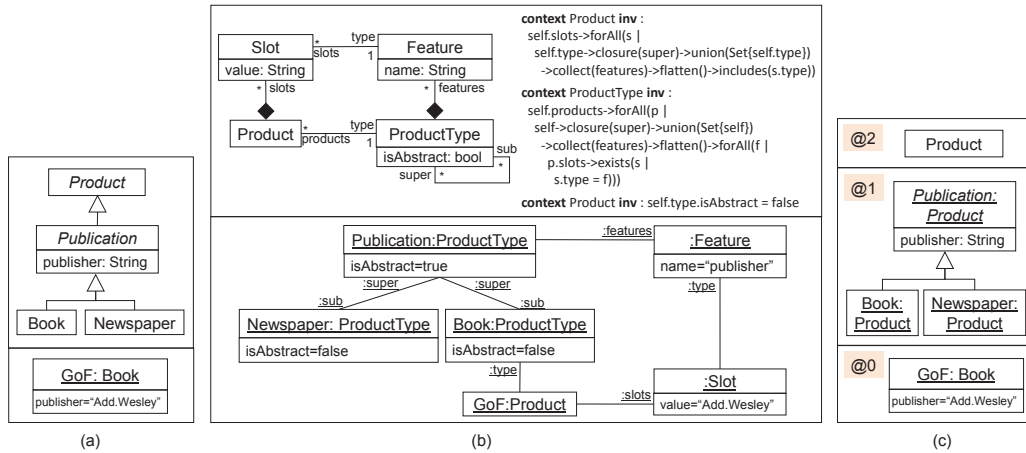 Product
Publication
publisher: String
Book
Newspaper
GoF: Book
publisher="Add.Wesley"
(a)
Slot
value: String
*
slots
type
1
Feature
name: String
*
slots
*
features
Product
*
products
type
1
ProductType
isAbstract: bool
sub
*
super
*
context Product inv :
self.slots->forAll(s |
self.type->closure(super)->union(Set{self.type})
->collect(features)->flatten()->includes(s.type))
context ProductType inv :
self.products->forAll(p |
self->closure(super)->union(Set{self})
->collect(features)->flatten()->forAll(f |
p.slots->exists(s |
s.type = f)))
context Product inv : self.type.isAbstract = false
Publication:ProductType
isAbstract=true
:features
:Feature
name="publisher"
:super
:super
:type
:sub
:sub
Newspaper: ProductType
isAbstract=false
Book:ProductType
isAbstract=false
:type
GoF:Product
:slots
:Slot
value="Add.Wesley"
(b)
@2
Product
@1
Publication:
Product
publisher: String
Book:
Product
Newspaper:
Product
@0
GoF: Book
publisher="Add.Wesley"
(c)